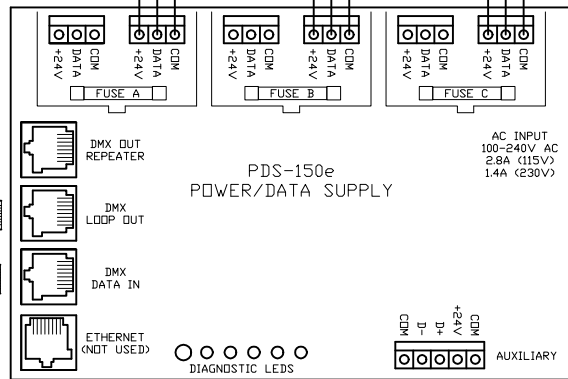 +24V DATA COM +24V DATA COM +24V DATA COM +24V DATA COM +24V DATA COM +24V DATA COM
FUSE A FUSE B FUSE C
DMX OUT
REPEATER
AC INPUT
100-240V AC
2.8A (115V)
1.4A (230V)
PDS-150e
POWER/DATA SUPPLY
DMX
LOOP OUT
DMX
DATA IN
ETHERNET
(NOT USED)
DIAGNOSTIC LEDS
COM D- D+ +24V COM
AUXILIARY